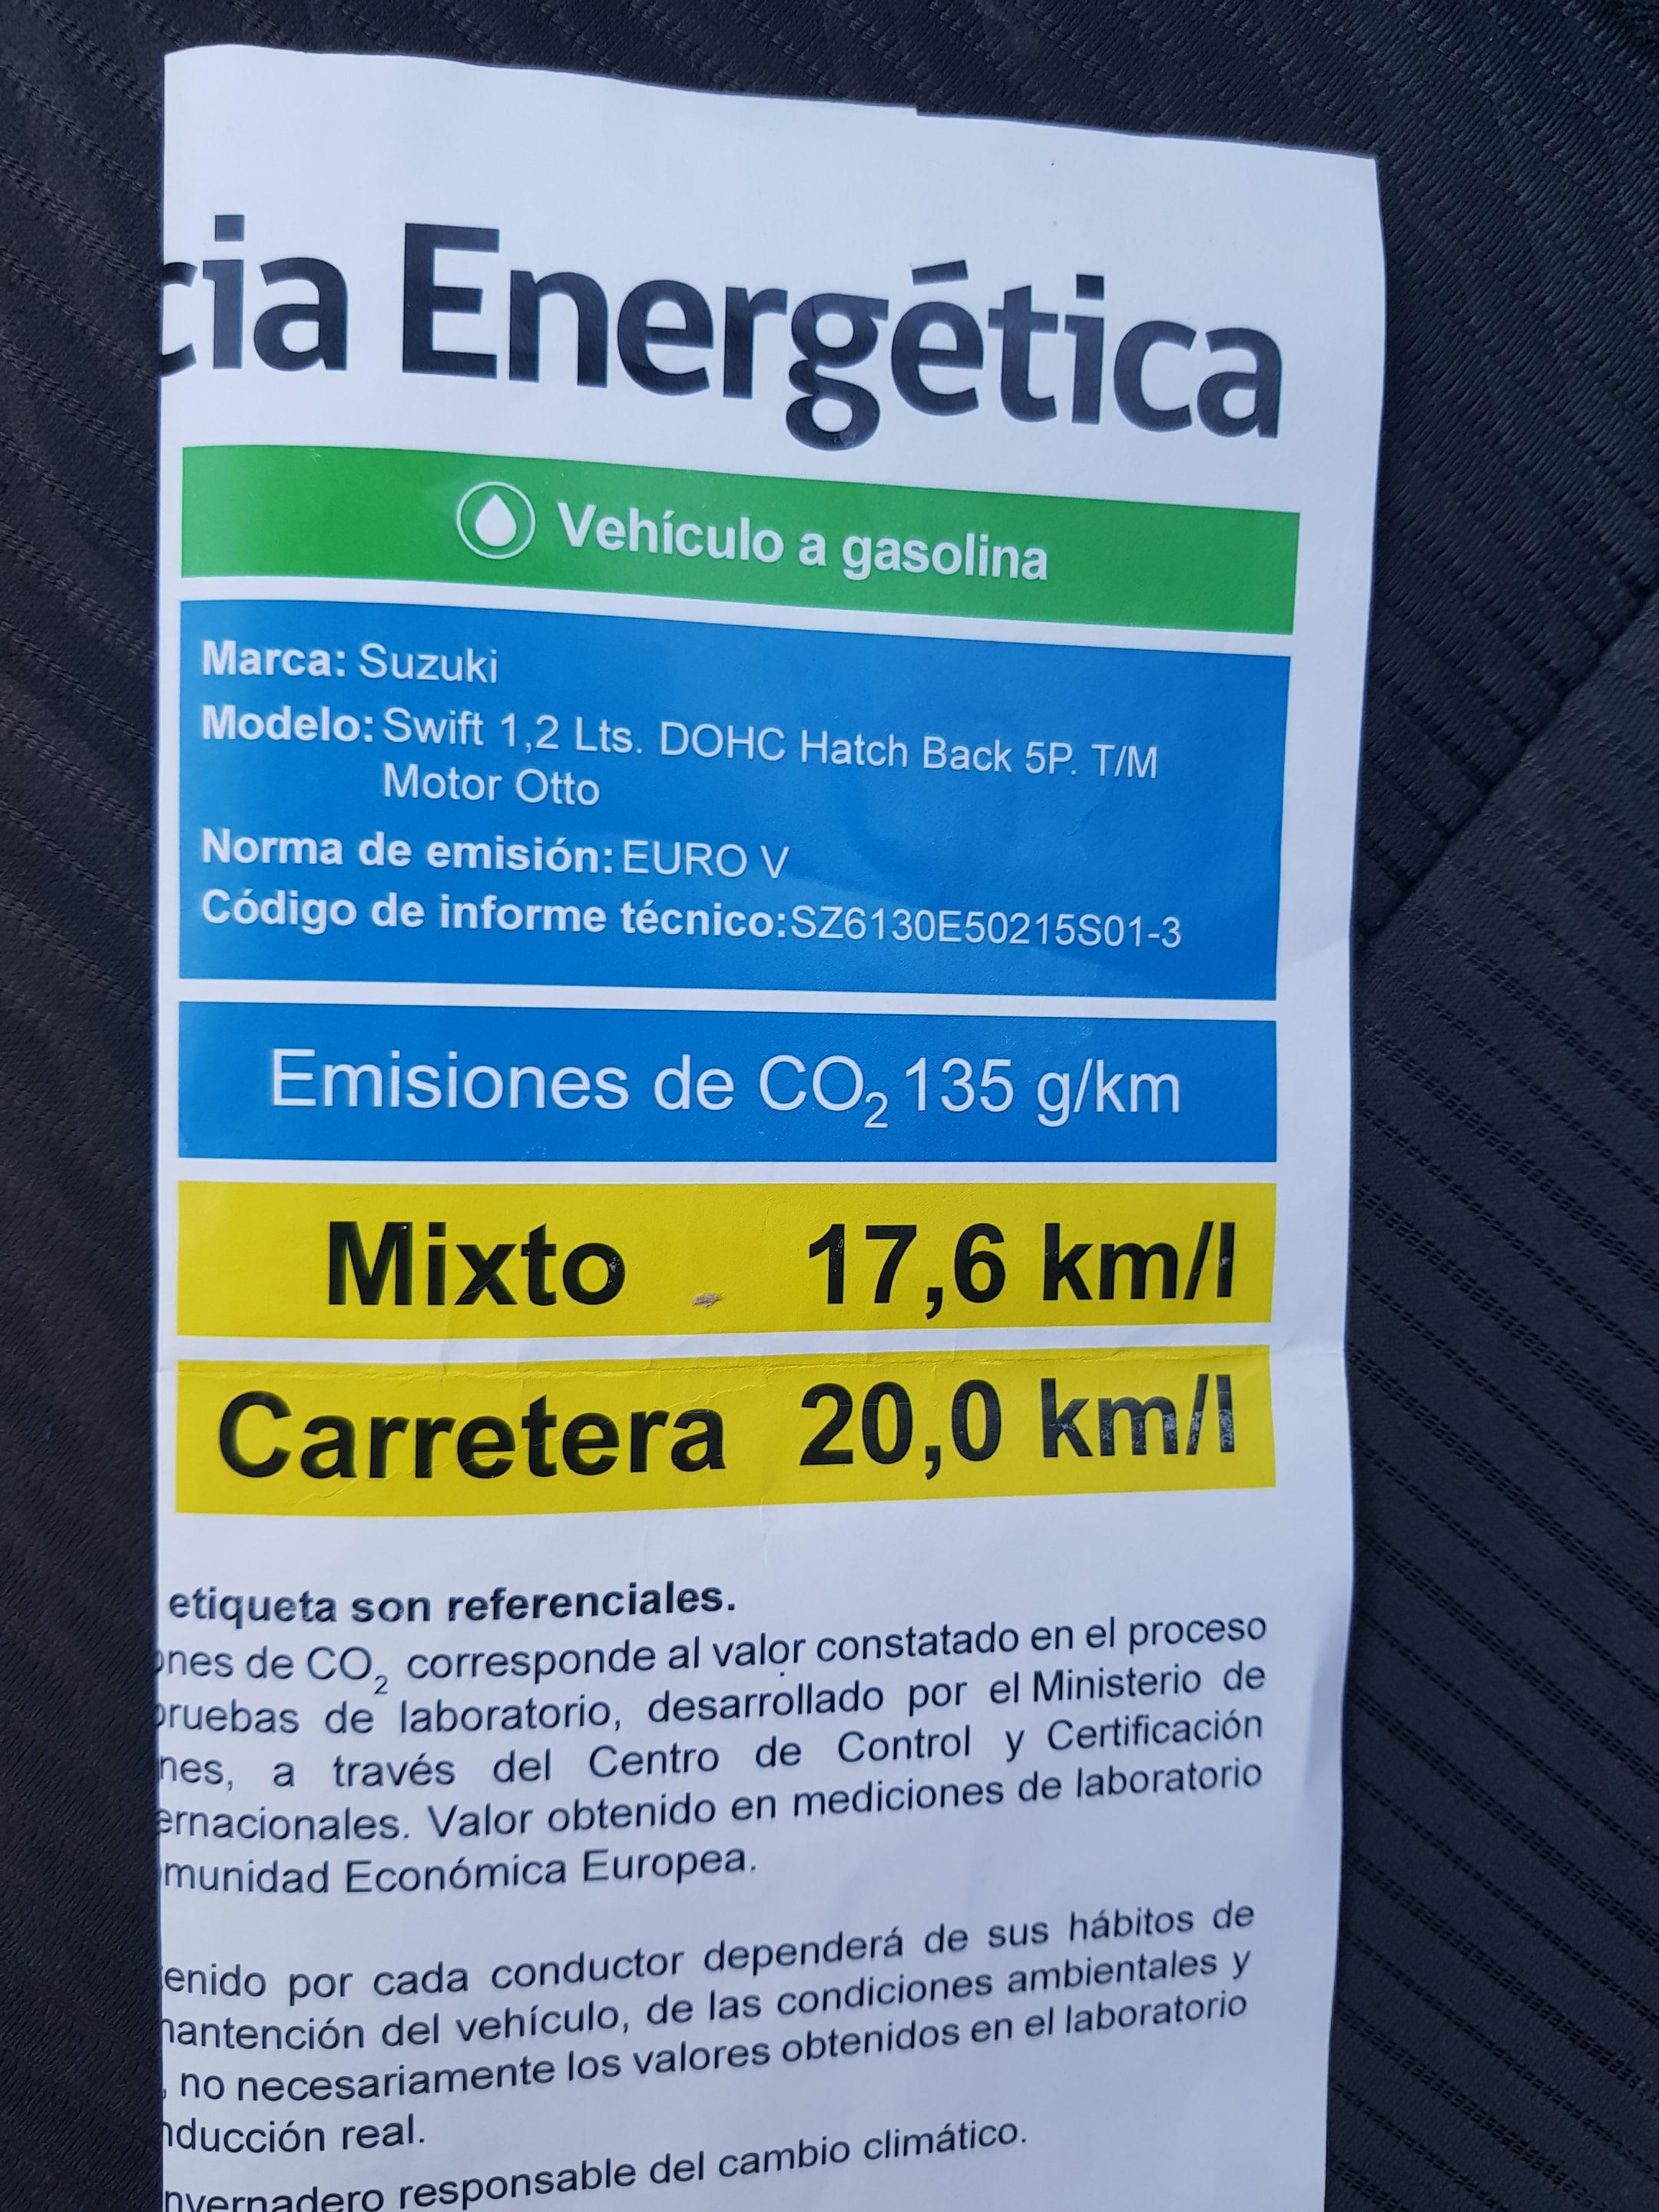 cia Energética
Vehículo a gasolina
Marca: Suzuki
Modelo: Swift 1,2 Lts. DOHC Hatch Back 5P. T/M
Motor Otto
Norma de emisión: EURO V
Código de informe técnico: SZ6130E50215S01-3
Emisiones de CO₂ 135 g/km
Mixto 17,6 km/l
Carretera 20,0 km/l
etiqueta son referenciales.
nes de CO₂ corresponde al valor constatado en el proceso
pruebas de laboratorio, desarrollado por el Ministerio de
nes, a través del Centro de Control y Certificación
ernacionales. Valor obtenido en mediciones de laboratorio
munidad Económica Europea.
enido por cada conductor dependerá de sus hábitos de
mantención del vehículo, de las condiciones ambientales y
, no necesariamente los valores obtenidos en el laboratorio
nducción real.
nvernadero responsable del cambio climático.